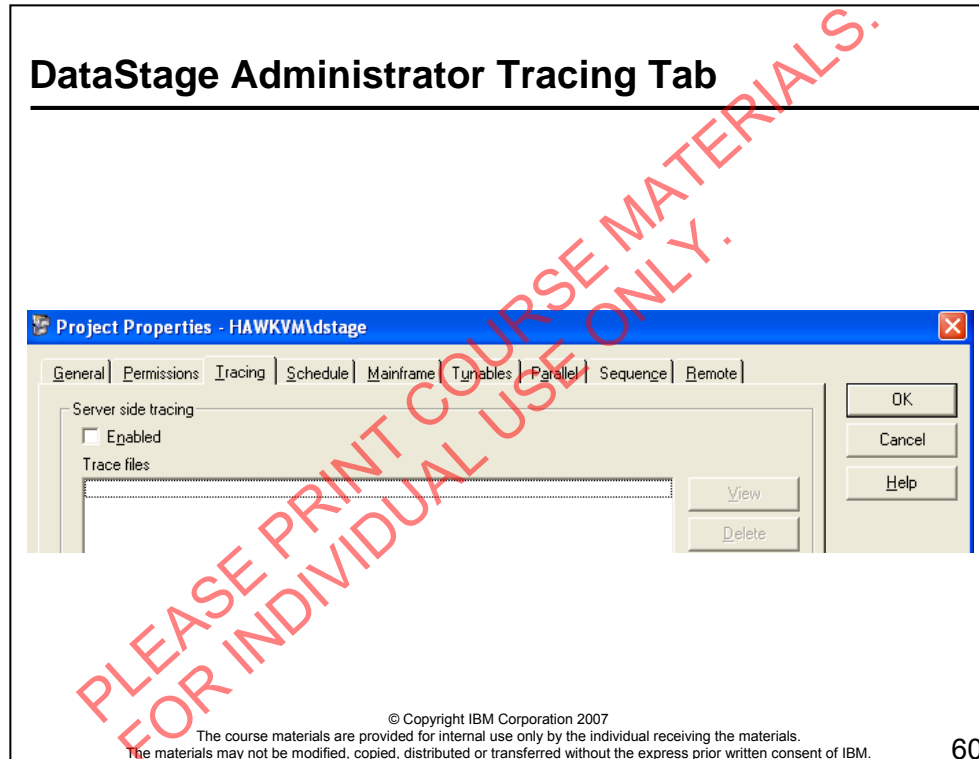 DataStage Administrator Tracing Tab
Project Properties - HAWKVM\dstage
General Permissions Tracing Schedule Mainframe Tunables Parallel Sequence Remote
Server side tracing
Enabled
Trace files
View
Delete
OK
Cancel
Help
PLEASE PRINT COURSE MATERIALS.
FOR INDIVIDUAL USE ONLY.
© Copyright IBM Corporation 2007
The course materials are provided for internal use only by the individual receiving the materials.
The materials may not be modified, copied, distributed or transferred without the express prior written consent of IBM.
60